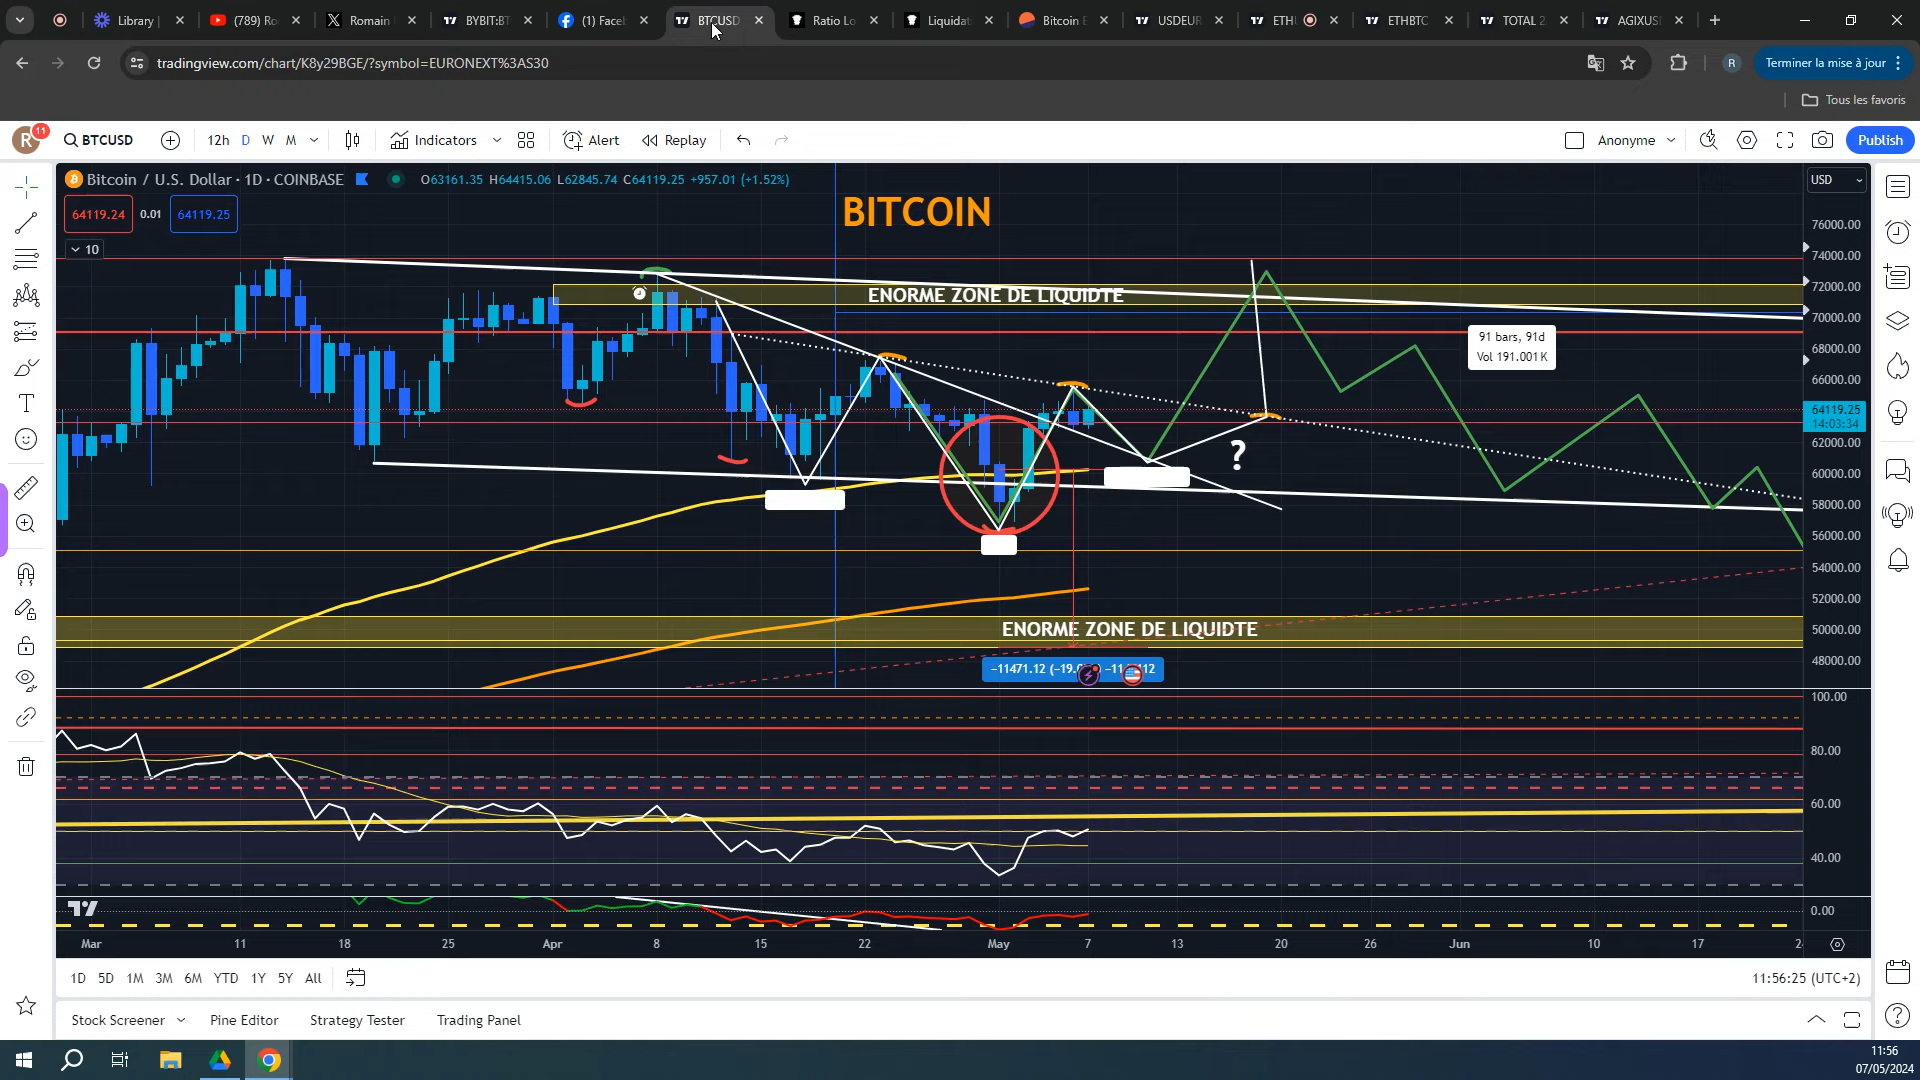 Library |
(789) Ro
Romain
BYBIT:BT
(1) Face
BTCUSD
Ratio Lo
Liquidat
Bitcoin E
USDEUR
ETH
ETHBTC
TOTAL 2
AGIXUS
tradingview.com/chart/K8y29BGE/?symbol=EURONEXT%3AS30
R
Terminer la mise à jour
Tous les favoris
R
11
BTCUSD
12h
D
W
M
Indicators
Alert
Replay
Anonyme
Publish
Bitcoin / U.S. Dollar · 1D · COINBASE
O63161.35 H64415.06 L62845.74 C64119.25 +957.01 (+1.52%)
USD
64119.24
0.01
64119.25
10
BITCOIN
ENORME ZONE DE LIQUIDTE
91 bars, 91d
Vol 191.001K
?
ENORME ZONE DE LIQUIDTE
76000.00
74000.00
72000.00
70000.00
68000.00
66000.00
64119.25
14:03:34
62000.00
60000.00
58000.00
56000.00
54000.00
52000.00
50000.00
48000.00
100.00
80.00
60.00
40.00
0.00
Mar
11
18
25
Apr
8
15
22
May
7
13
20
26
Jun
10
17
1D
5D
1M
3M
6M
YTD
1Y
5Y
All
11:56:25 (UTC+2)
Stock Screener
Pine Editor
Strategy Tester
Trading Panel
11:56
07/05/2024